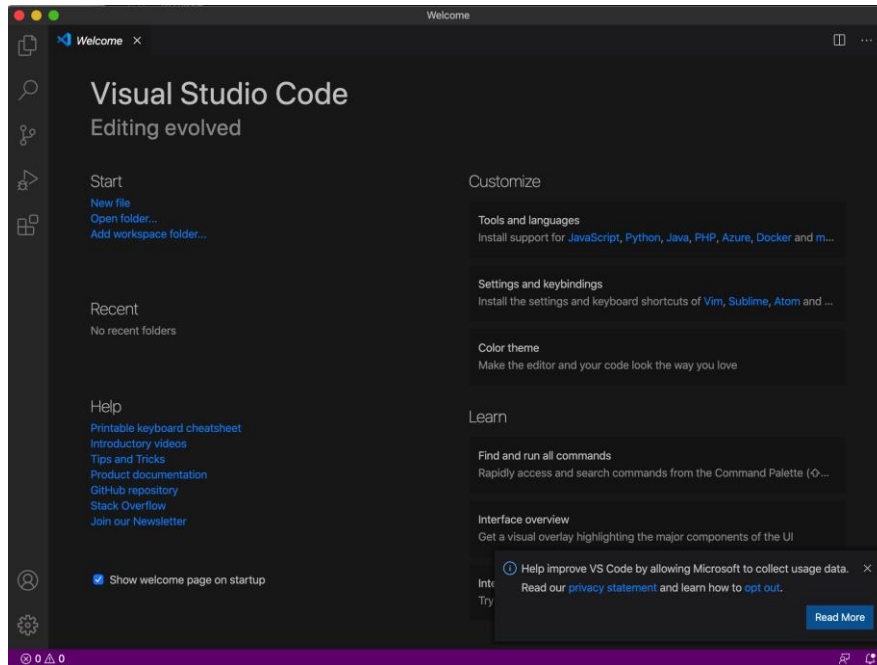 Welcome
Welcome
Visual Studio Code
Editing evolved
Start
New file
Open folder...
Add workspace folder...
Recent
No recent folders
Help
Printable keyboard cheatsheet
Introductory videos
Tips and Tricks
Product documentation
GitHub repository
Stack Overflow
Join our Newsletter
Show welcome page on startup
Customize
Tools and languages
Install support for JavaScript, Python, Java, PHP, Azure, Docker and m...
Settings and keybindings
Install the settings and keyboard shortcuts of Vim, Sublime, Atom and ...
Color theme
Make the editor and your code look the way you love
Learn
Find and run all commands
Rapidly access and search commands from the Command Palette (⇧...
Interface overview
Get a visual overlay highlighting the major components of the UI
Inte
Try
Help improve VS Code by allowing Microsoft to collect usage data.
Read our privacy statement and learn how to opt out.
Read More
0 0